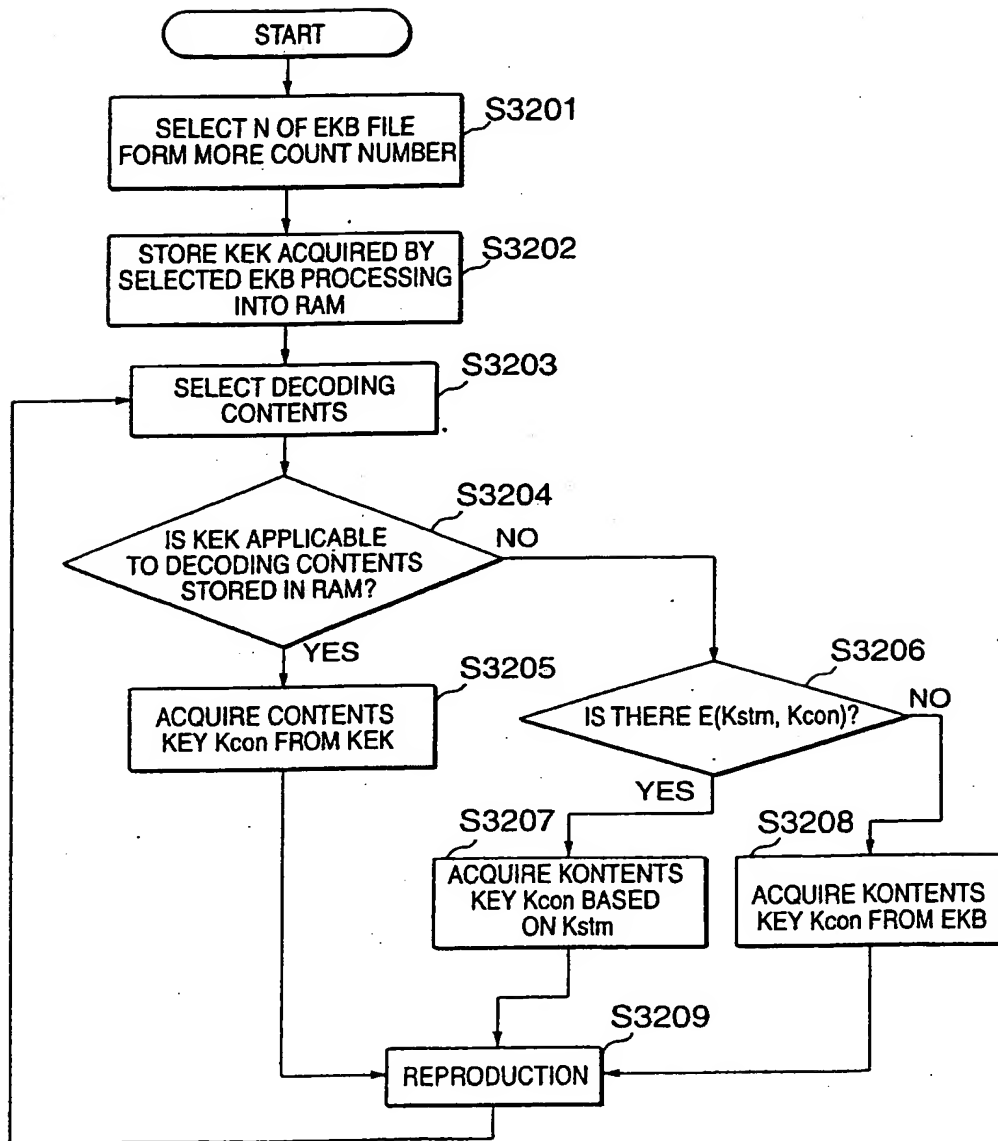 START
S3201
SELECT N OF EKB FILE
FORM MORE COUNT NUMBER
S3202
STORE KEK ACQUIRED BY
SELECTED EKB PROCESSING
INTO RAM
S3203
SELECT DECODING
CONTENTS
S3204
IS KEK APPLICABLE
TO DECODING CONTENTS
STORED IN RAM?
NO
YES
S3205
ACQUIRE CONTENTS
KEY Kcon FROM KEK
S3206
IS THERE E(Kstm, Kcon)?
NO
YES
S3207
ACQUIRE KONTENTS
KEY Kcon BASED
ON Kstm
S3208
ACQUIRE KONTENTS
KEY Kcon FROM EKB
S3209
REPRODUCTION